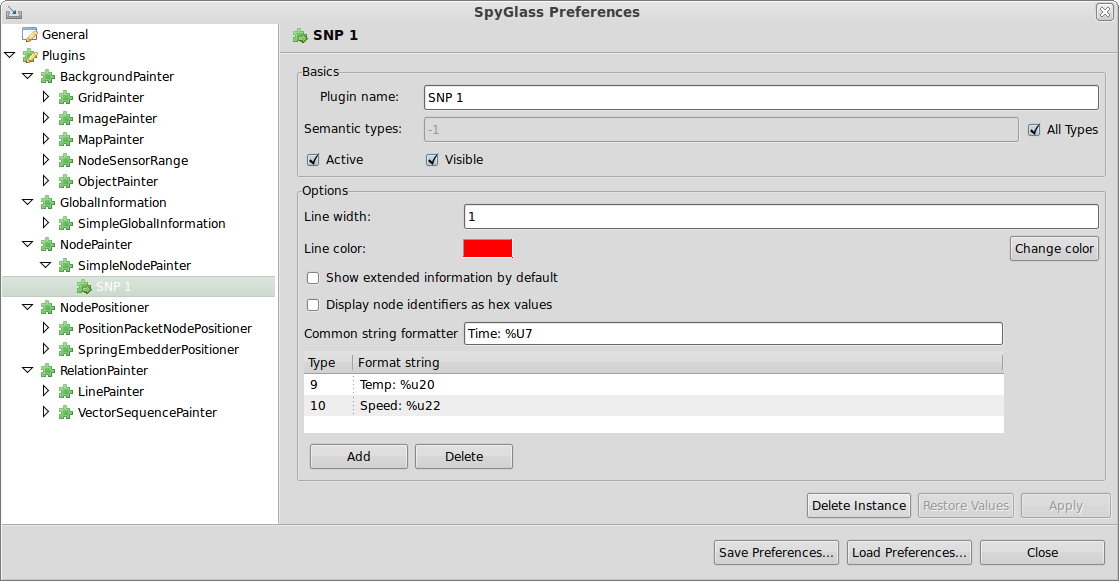 SpyGlass Preferences
General
Plugins
BackgroundPainter
GridPainter
ImagePainter
MapPainter
NodeSensorRange
ObjectPainter
GlobalInformation
SimpleGlobalInformation
NodePainter
SimpleNodePainter
SNP 1
NodePositioner
PositionPacketNodePositioner
SpringEmbedderPositioner
RelationPainter
LinePainter
VectorSequencePainter
SNP 1
Basics
Plugin name: SNP 1
Semantic types: -1 All Types
Active Visible
Options
Line width: 1
Line color: Change color
Show extended information by default
Display node identifiers as hex values
Common string formatter Time: %U7
Type Format string
9 Temp: %u20
10 Speed: %u22
Add Delete
Delete Instance Restore Values Apply
Save Preferences... Load Preferences... Close